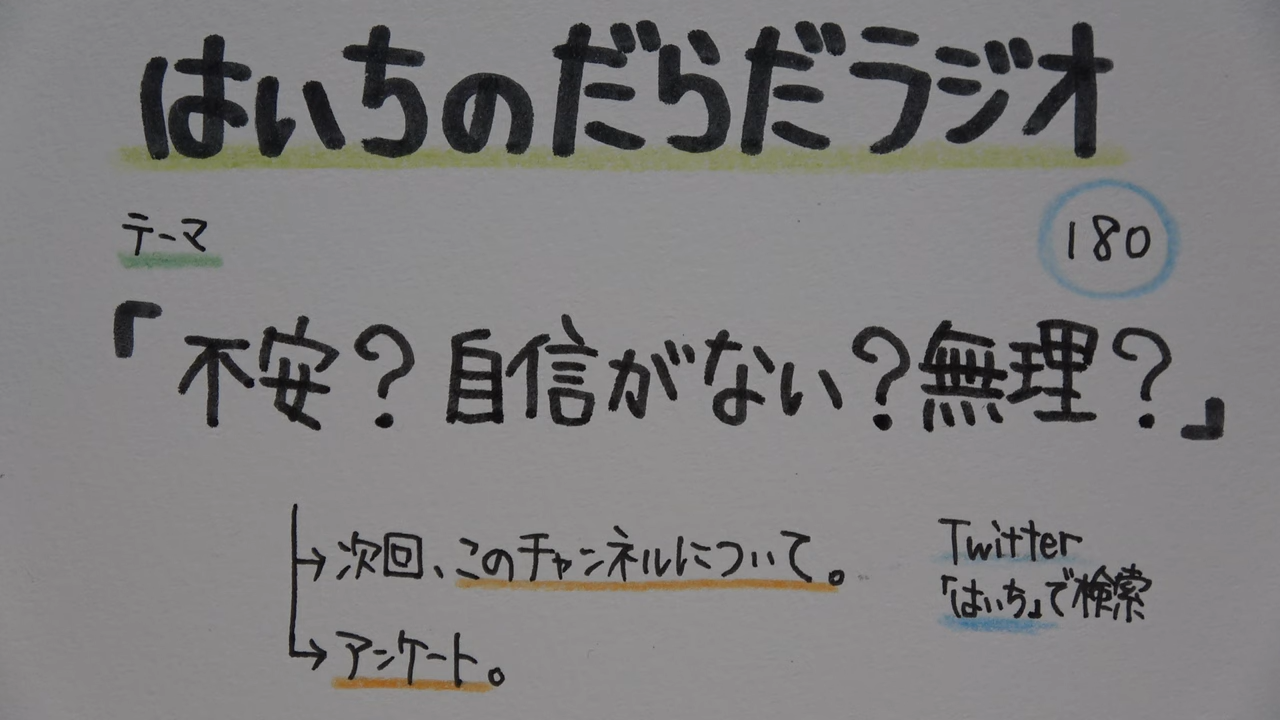 はいちのだらだラジオ
テーマ
180
「不安？自信がない？無理？」
→次回、このチャンネルについて。
→アンケート。
Twitter
「はいち」で検索